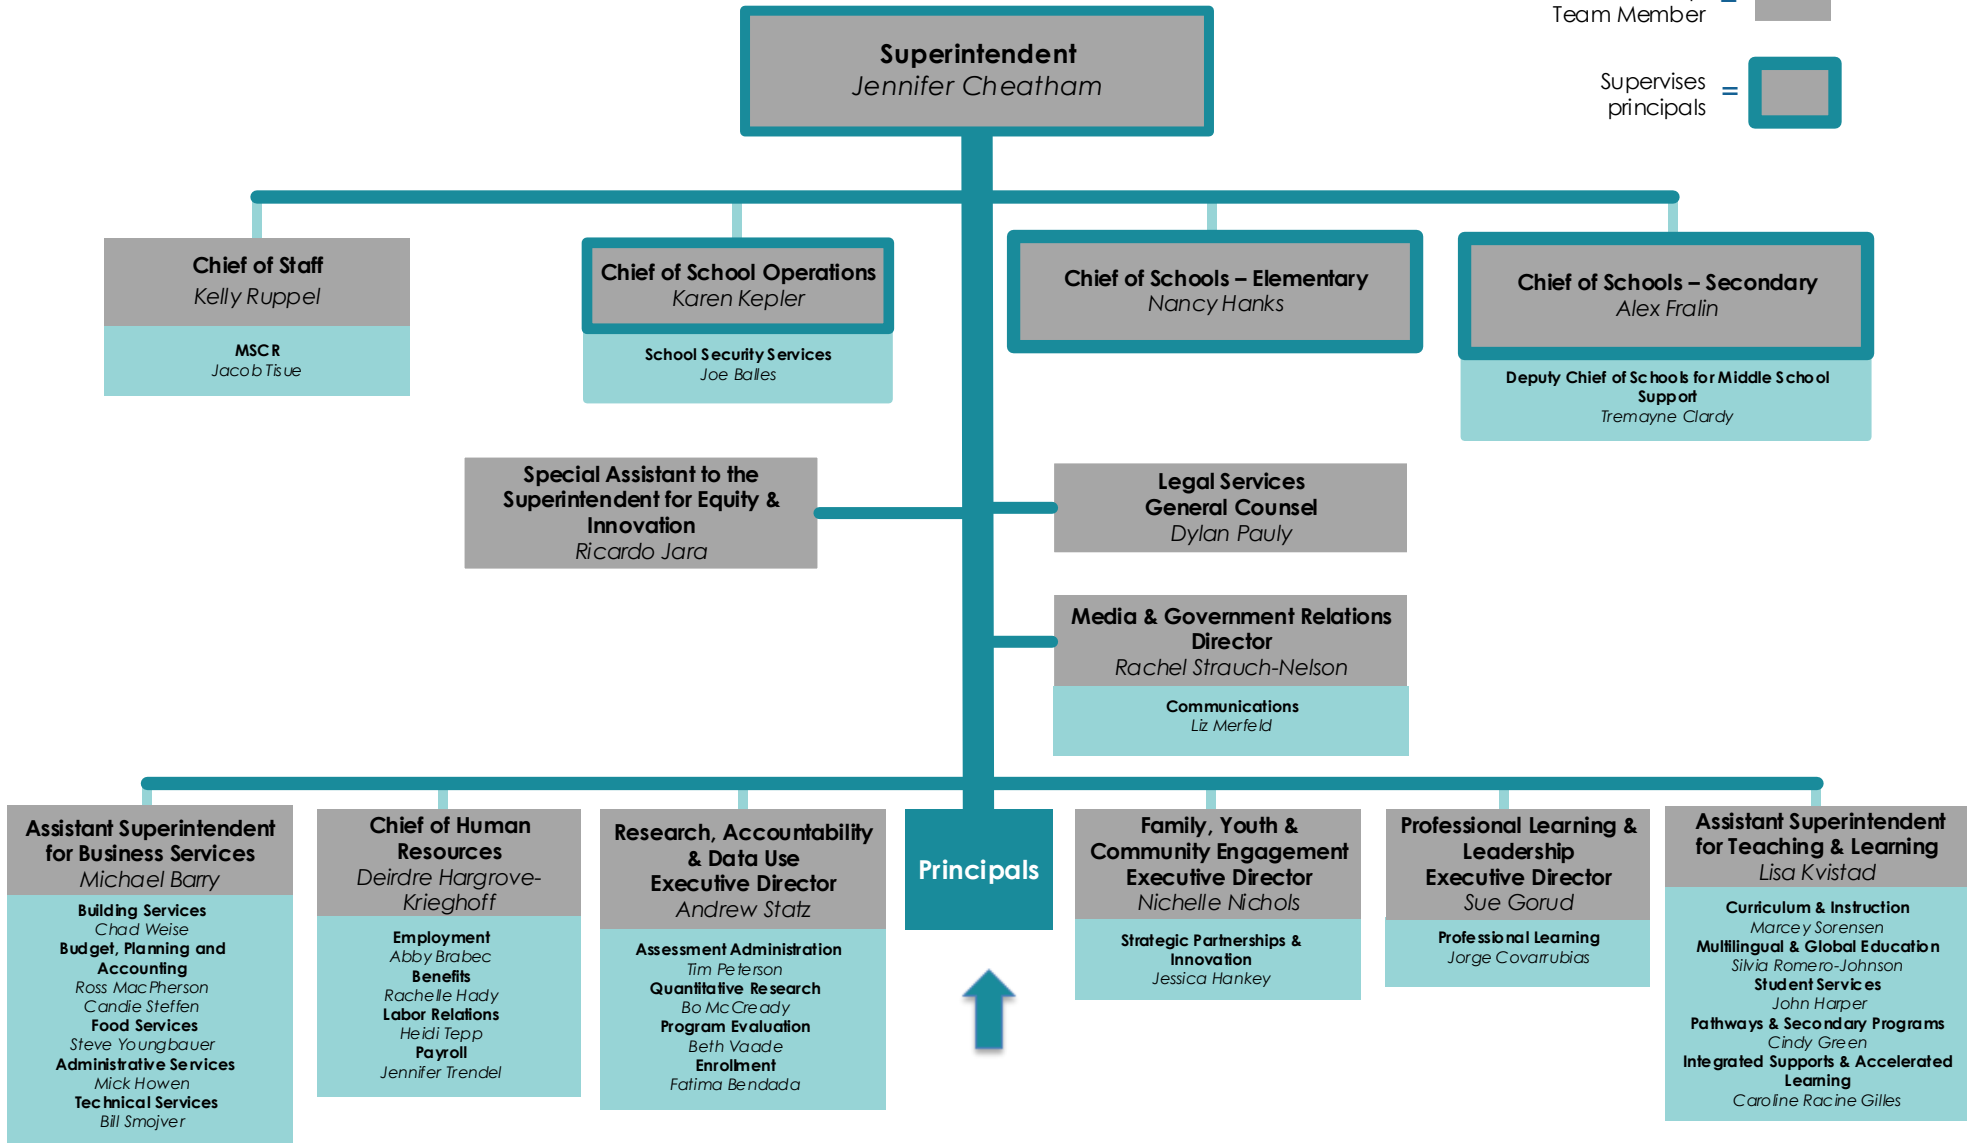 Team Member =
Supervises
principals =
Superintendent
Jennifer Cheatham
Chief of Staff
Kelly Ruppel
MSCR
Jacob Tisue
Chief of School Operations
Karen Kepler
School Security Services
Joe Balles
Chief of Schools – Elementary
Nancy Hanks
Chief of Schools – Secondary
Alex Fralin
Deputy Chief of Schools for Middle School
Support
Tremayne Clardy
Special Assistant to the
Superintendent for Equity &
Innovation
Ricardo Jara
Legal Services
General Counsel
Dylan Pauly
Media & Government Relations
Director
Rachel Strauch-Nelson
Communications
Liz Merfeld
Assistant Superintendent
for Business Services
Michael Barry
Building Services
Chad Weise
Budget, Planning and
Accounting
Ross MacPherson
Candie Steffen
Food Services
Steve Youngbauer
Administrative Services
Mick Howen
Technical Services
Bill Smojver
Chief of Human
Resources
Deirdre Hargrove-
Krieghoff
Employment
Abby Brabec
Benefits
Rachelle Hady
Labor Relations
Heidi Tepp
Payroll
Jennifer Trendel
Research, Accountability
& Data Use
Executive Director
Andrew Statz
Assessment Administration
Tim Peterson
Quantitative Research
Bo McCready
Program Evaluation
Beth Vaade
Enrollment
Fatima Bendada
Principals
Family, Youth &
Community Engagement
Executive Director
Nichelle Nichols
Strategic Partnerships &
Innovation
Jessica Hankey
Professional Learning &
Leadership
Executive Director
Sue Gorud
Professional Learning
Jorge Covarrubias
Assistant Superintendent
for Teaching & Learning
Lisa Kvistad
Curriculum & Instruction
Marcey Sorensen
Multilingual & Global Education
Silvia Romero-Johnson
Student Services
John Harper
Pathways & Secondary Programs
Cindy Green
Integrated Supports & Accelerated
Learning
Caroline Racine Gilles